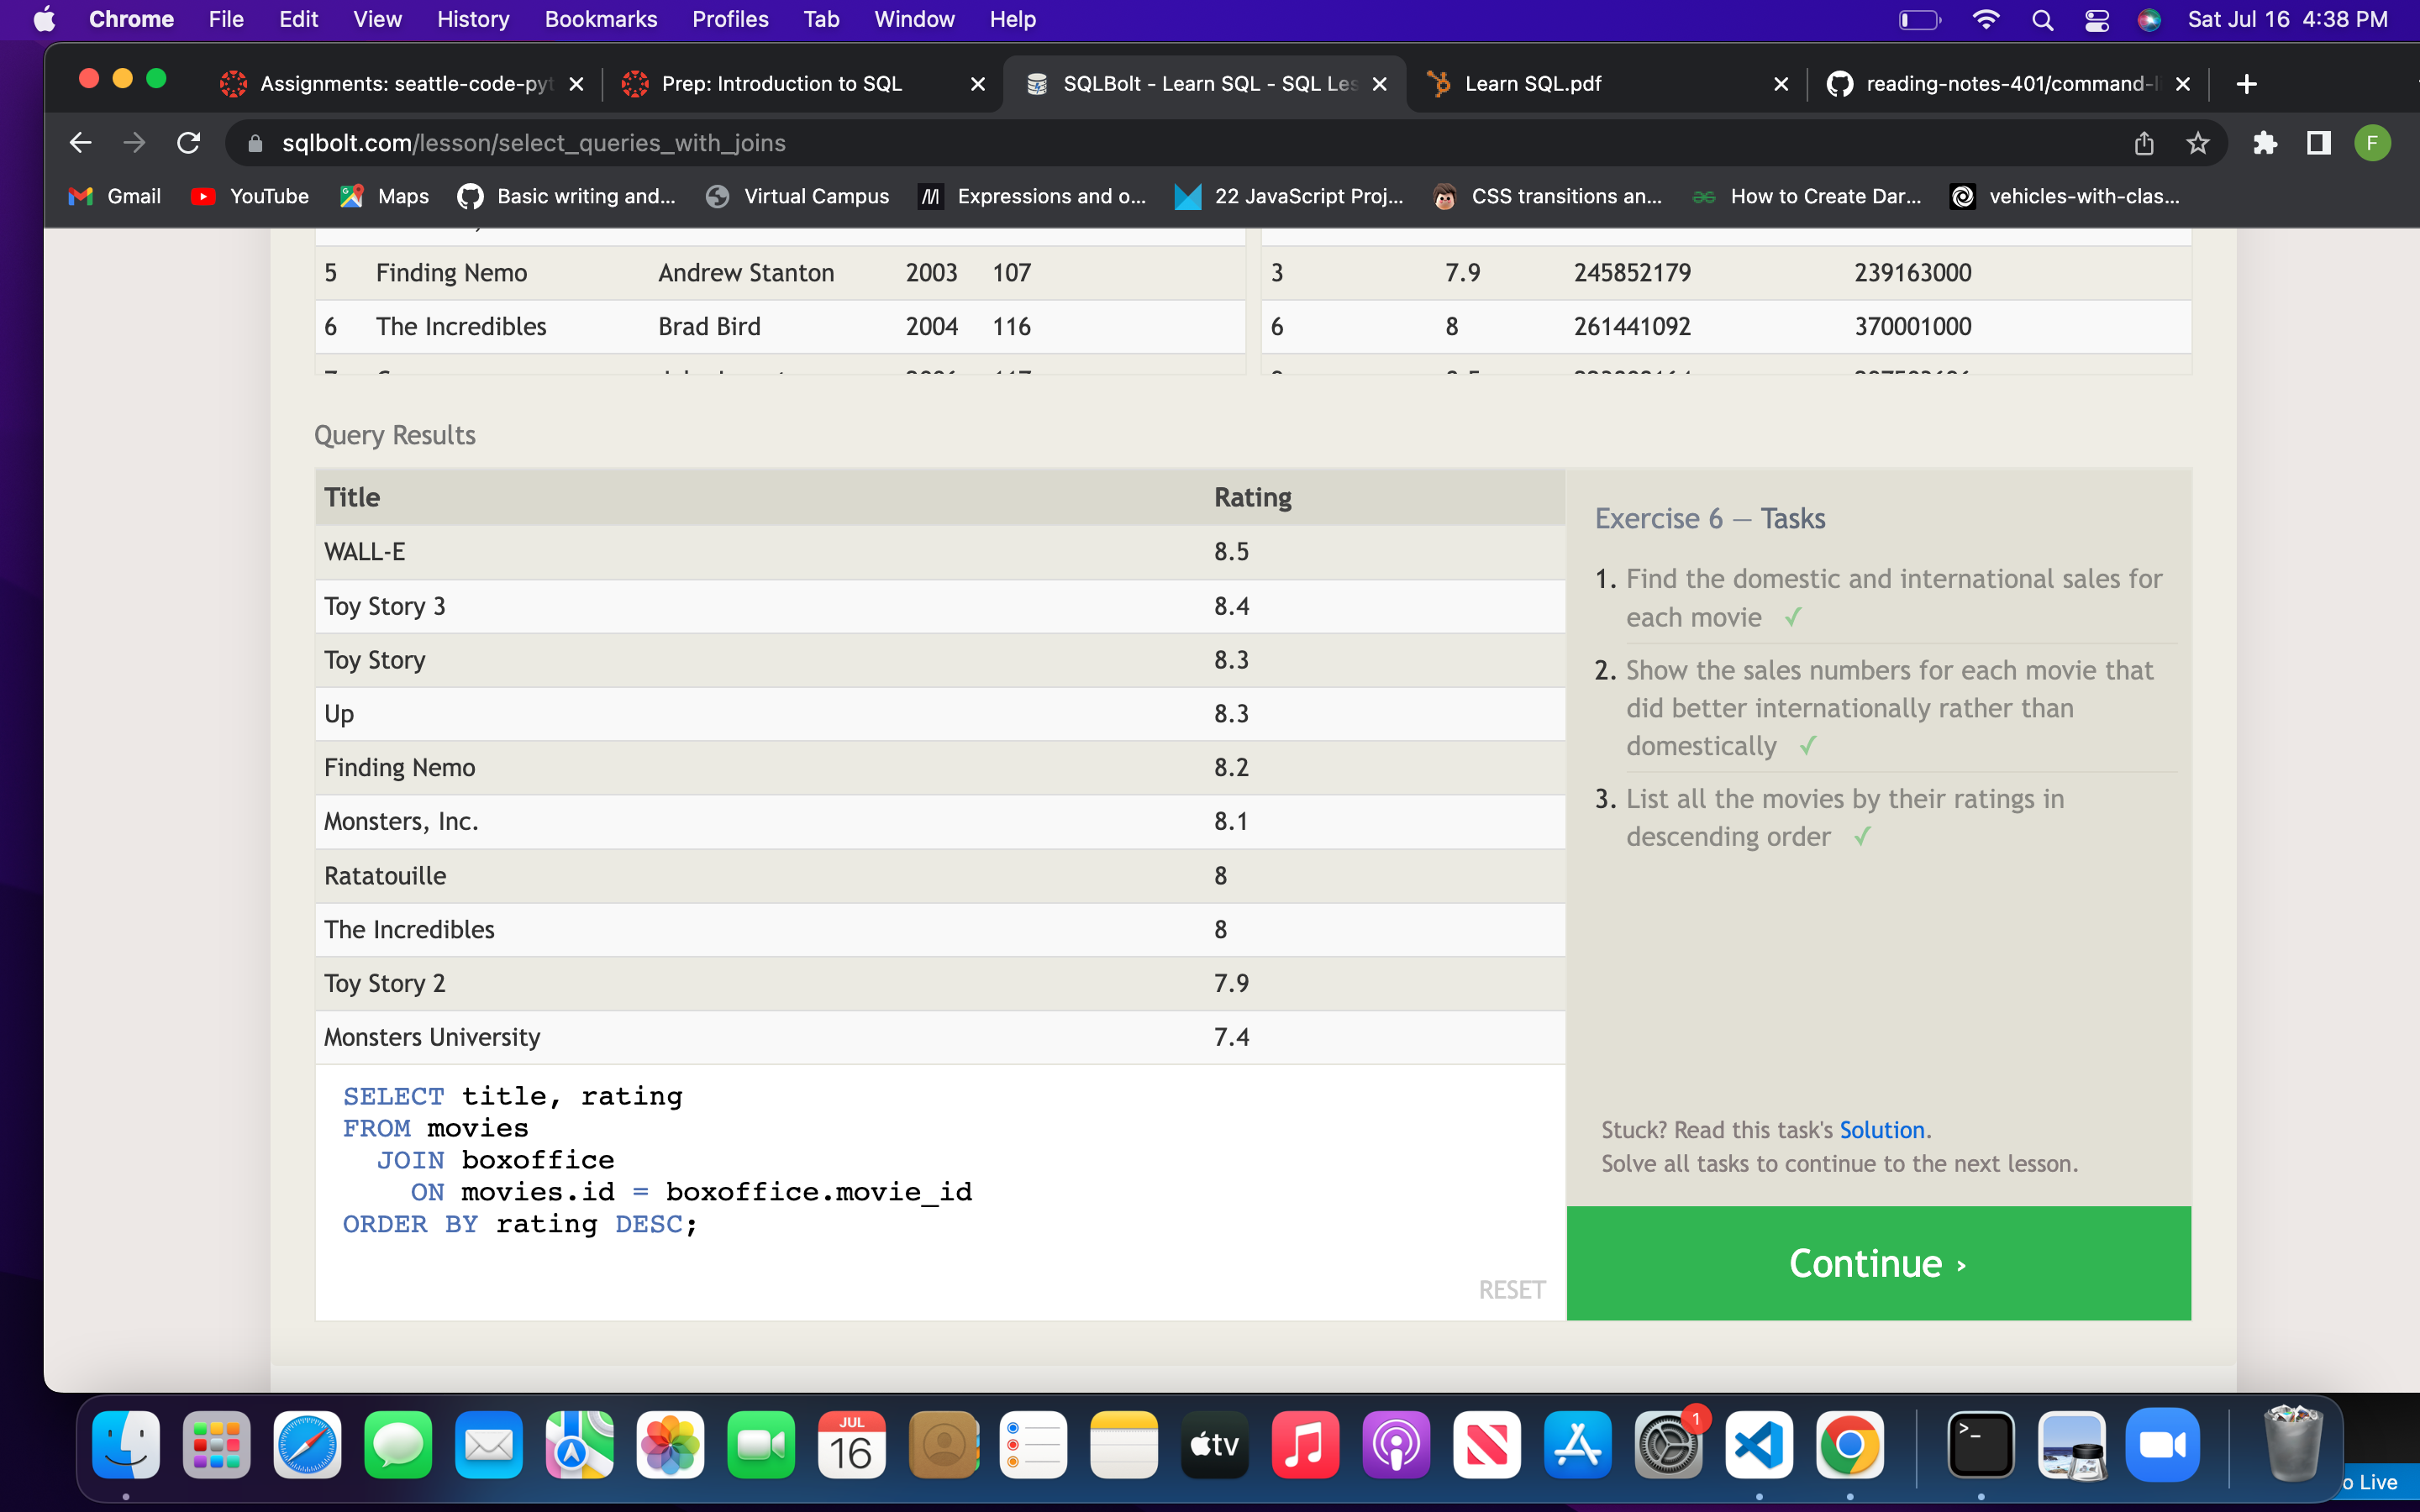 Chrome File Edit View History Bookmarks Profiles Tab Window Help Sat Jul 16 4:38 PM
Assignments: seattle-code-pyt Prep: Introduction to SQL SQLBolt - Learn SQL - SQL Les Learn SQL.pdf reading-notes-401/command-li
sqlbolt.com/lesson/select_queries_with_joins F
Gmail YouTube Maps Basic writing and... Virtual Campus Expressions and o... 22 JavaScript Proj... CSS transitions an... How to Create Dar... vehicles-with-clas...
5 Finding Nemo Andrew Stanton 2003 107 3 7.9 245852179 239163000
6 The Incredibles Brad Bird 2004 116 6 8 261441092 370001000
Query Results
Title Rating
WALL-E 8.5
Toy Story 3 8.4
Toy Story 8.3
Up 8.3
Finding Nemo 8.2
Monsters, Inc. 8.1
Ratatouille 8
The Incredibles 8
Toy Story 2 7.9
Monsters University 7.4
SELECT title, rating
FROM movies
JOIN boxoffice
ON movies.id = boxoffice.movie_id
ORDER BY rating DESC;
RESET
Exercise 6 — Tasks
1. Find the domestic and international sales for
each movie ✓
2. Show the sales numbers for each movie that
did better internationally rather than
domestically ✓
3. List all the movies by their ratings in
descending order ✓
Stuck? Read this task's Solution.
Solve all tasks to continue to the next lesson.
Continue ›
JUL
16
tv
1
>_
o Live